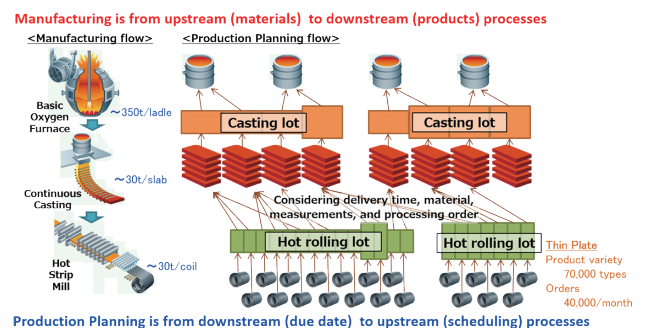 Manufacturing is from upstream (materials) to downstream (products) processes
<Manufacturing flow>
<Production Planning flow>
Basic
Oxygen
Furnace
～350t/ladle
Continuous
Casting
～30t/slab
Hot
Strip
Mill
～30t/coil
Casting lot
Casting lot
Considering delivery time, material,
measurements, and processing order
Hot rolling lot
Hot rolling lot
Thin Plate
Product variety
70,000 types
Orders
40,000/month
Production Planning is from downstream (due date) to upstream (scheduling) processes